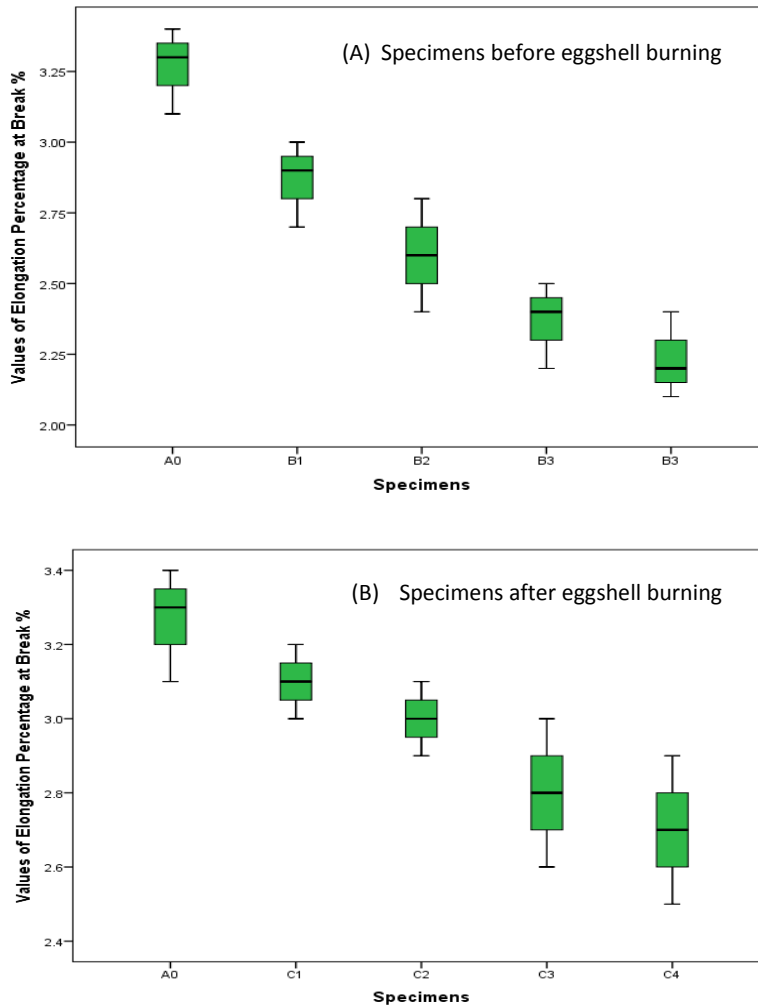 (A) Specimens before eggshell burning
Values of Elongation Percentage at Break %
3.25
3.00
2.75
2.50
2.25
2.00
A0 B1 B2 B3 B3
Specimens
(B) Specimens after eggshell burning
Values of Elongation Percentage at Break %
3.4
3.2
3.0
2.8
2.6
2.4
A0 C1 C2 C3 C4
Specimens